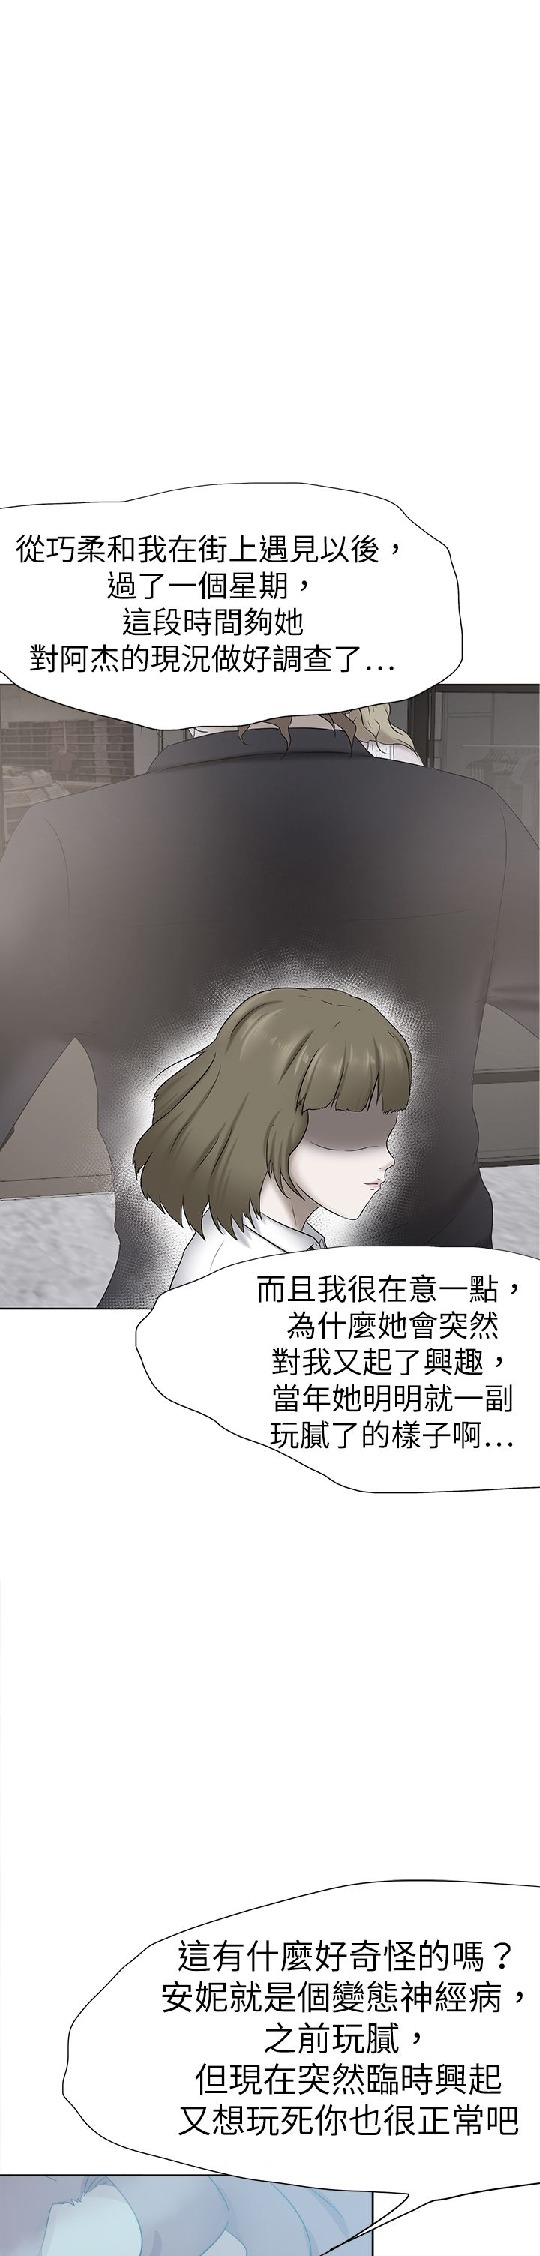 從巧柔和我在街上遇見以後，
過了一個星期，
這段時間夠她
對阿杰的現況做好調查了...
而且我很在意一點，
為什麼她會突然
對我又起了興趣，
當年她明明就一副
玩膩了的樣子啊...
這有什麼好奇怪的嗎？
安妮就是個變態神經病，
之前玩膩，
但現在突然臨時興起
又想玩死你也很正常吧